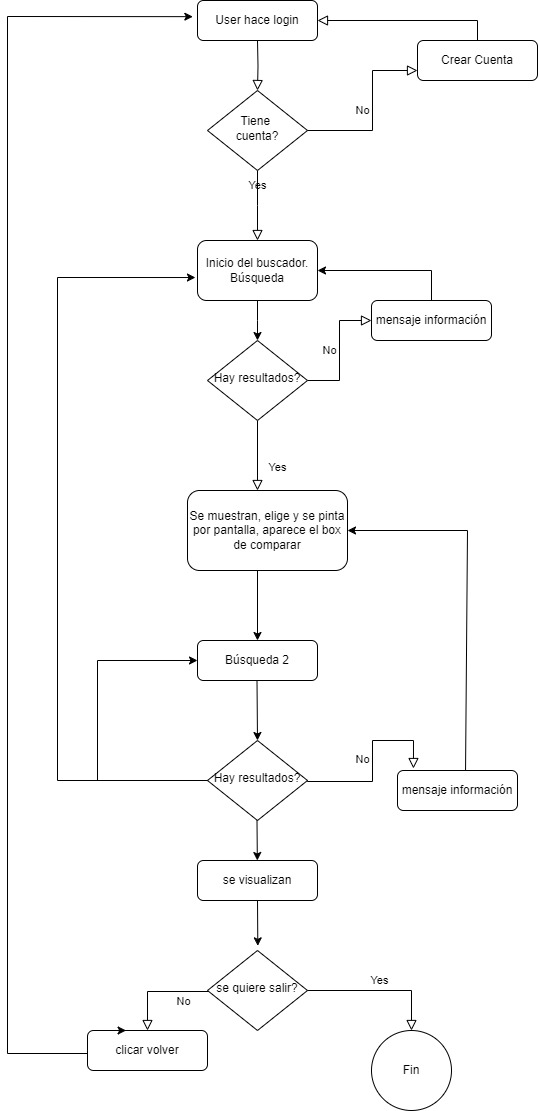 User hace login
Crear Cuenta
No
Tiene
cuenta?
Yes
Inicio del buscador.
Búsqueda
mensaje información
No
Hay resultados?
Yes
Se muestran, elige y se pinta
por pantalla, aparece el box
de comparar
Búsqueda 2
No
Hay resultados?
mensaje información
se visualizan
Yes
se quiere salir?
No
clicar volver
Fin